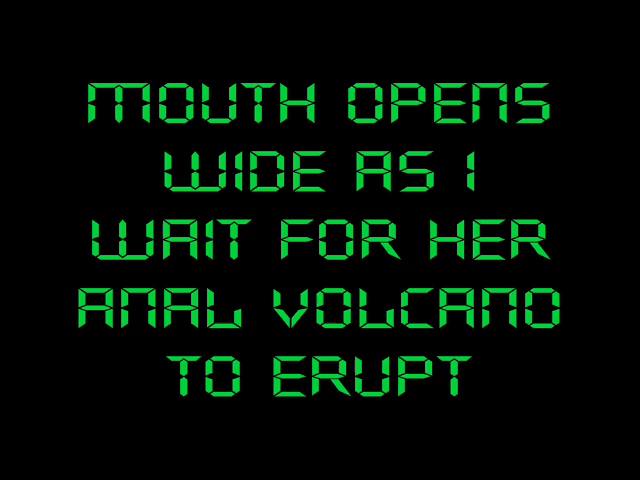 MOUTH OPENS
WIDE AS I
WAIT FOR HER
ANAL VOLCANO
TO ERUPT